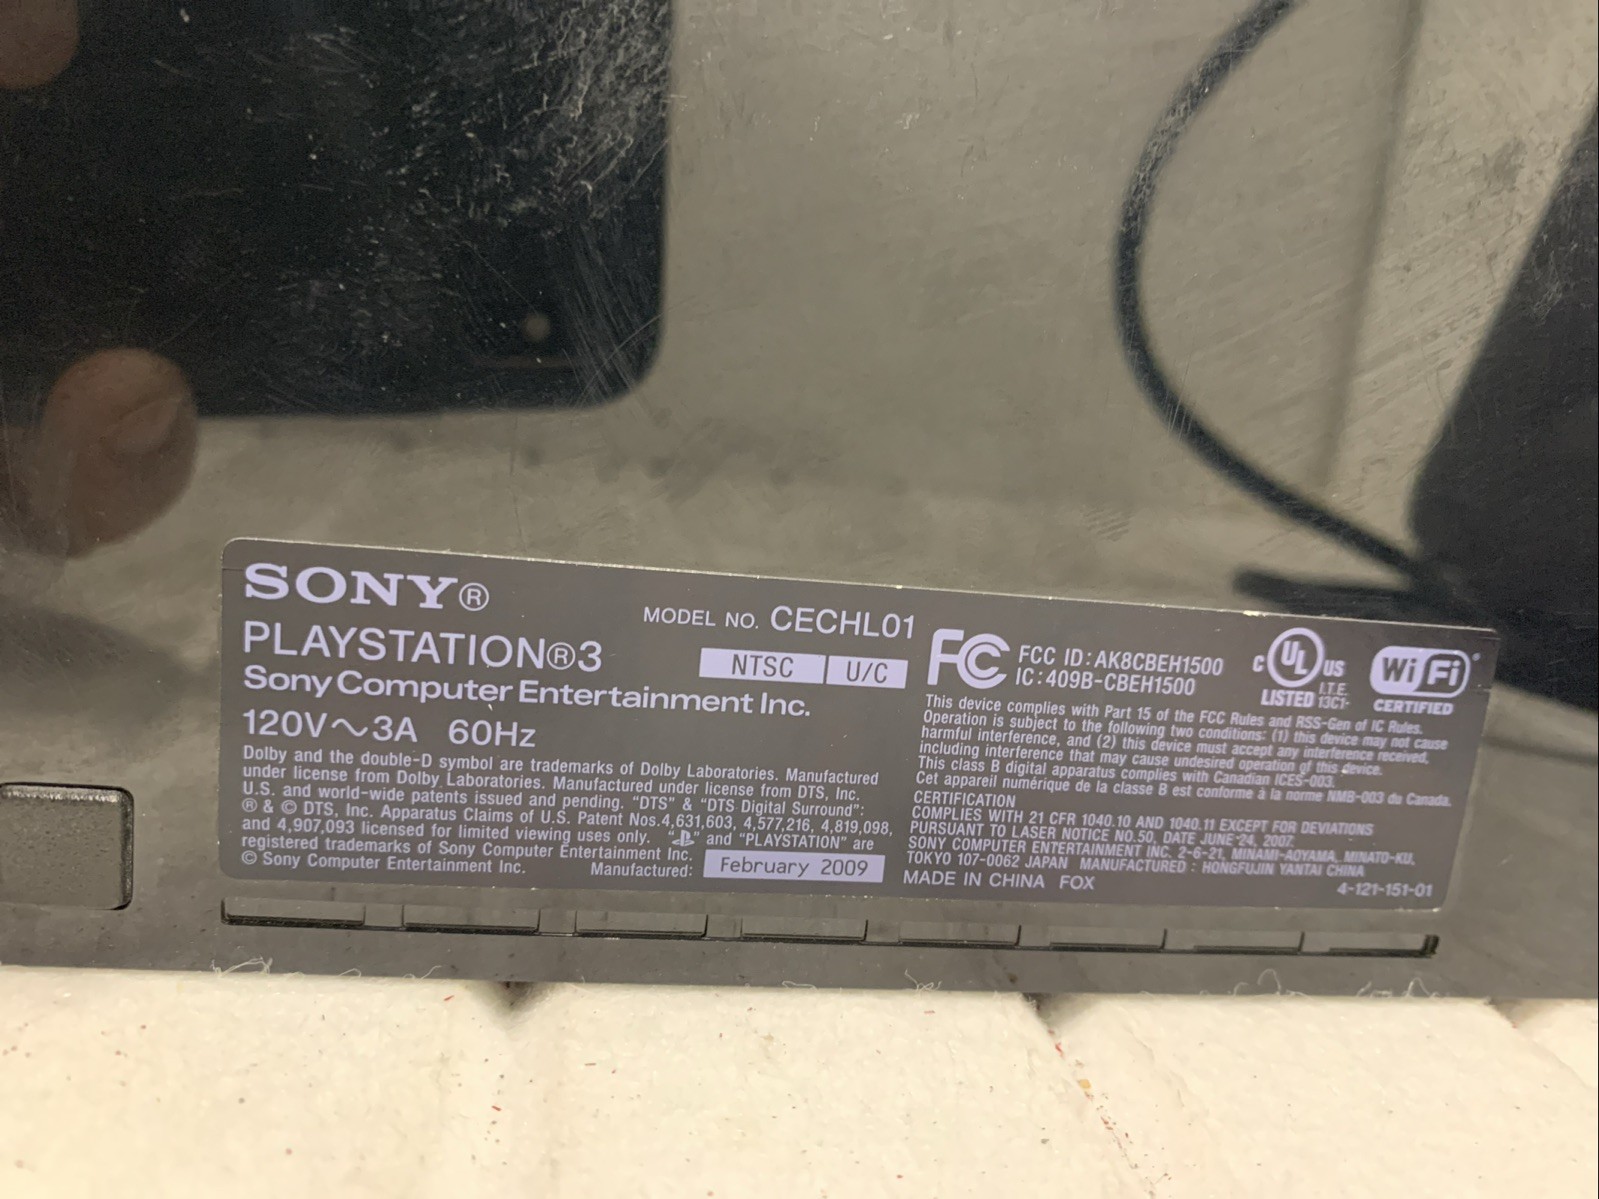 SONY®
PLAYSTATION®3
Sony Computer Entertainment Inc.
120V～3A 60Hz
MODEL NO. CECHL01
NTSC U/C
Dolby and the double-D symbol are trademarks of Dolby Laboratories. Manufactured
under license from Dolby Laboratories. Manufactured under license from DTS, Inc.
U.S. and world-wide patents issued and pending. "DTS" & "DTS Digital Surround":
® & © DTS, Inc. Apparatus Claims of U.S. Patent Nos.4,631,603, 4,577,216, 4,819,098,
and 4,907,093 licensed for limited viewing uses only. " " and "PLAYSTATION" are
registered trademarks of Sony Computer Entertainment Inc.
© Sony Computer Entertainment Inc.
Manufactured: February 2009
FC
FCC ID:AK8CBEH1500
IC:409B-CBEH1500
C UL US
LISTED I.T.E. 13C1-
Wi Fi
CERTIFIED
This device complies with Part 15 of the FCC Rules and RSS-Gen of IC Rules.
Operation is subject to the following two conditions: (1) this device may not cause
harmful interference, and (2) this device must accept any interference received,
including interference that may cause undesired operation of this device.
This class B digital apparatus complies with Canadian ICES-003.
Cet appareil numérique de la classe B est conforme à la norme NMB-003 du Canada.
CERTIFICATION
COMPLIES WITH 21 CFR 1040.10 AND 1040.11 EXCEPT FOR DEVIATIONS
PURSUANT TO LASER NOTICE NO.50, DATE JUNE 24, 2007.
SONY COMPUTER ENTERTAINMENT INC. 2-6-21, MINAMI-AOYAMA, MINATO-KU,
TOKYO 107-0062 JAPAN MANUFACTURED : HONGFUJIN YANTAI CHINA
MADE IN CHINA FOX
4-121-151-01